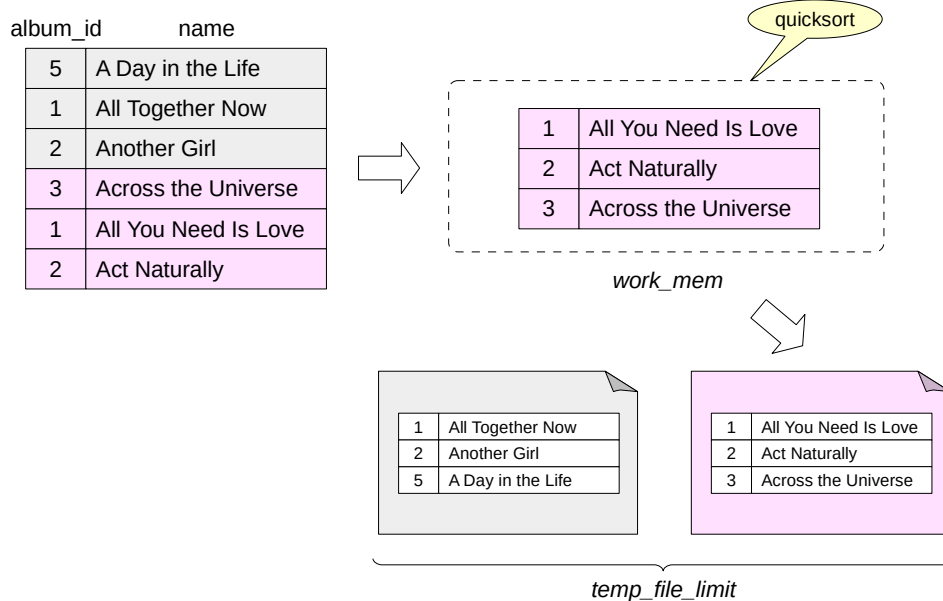 album_id name
5 A Day in the Life
1 All Together Now
2 Another Girl
3 Across the Universe
1 All You Need Is Love
2 Act Naturally
quicksort
1 All You Need Is Love
2 Act Naturally
3 Across the Universe
work_mem
1 All Together Now
2 Another Girl
5 A Day in the Life
1 All You Need Is Love
2 Act Naturally
3 Across the Universe
temp_file_limit